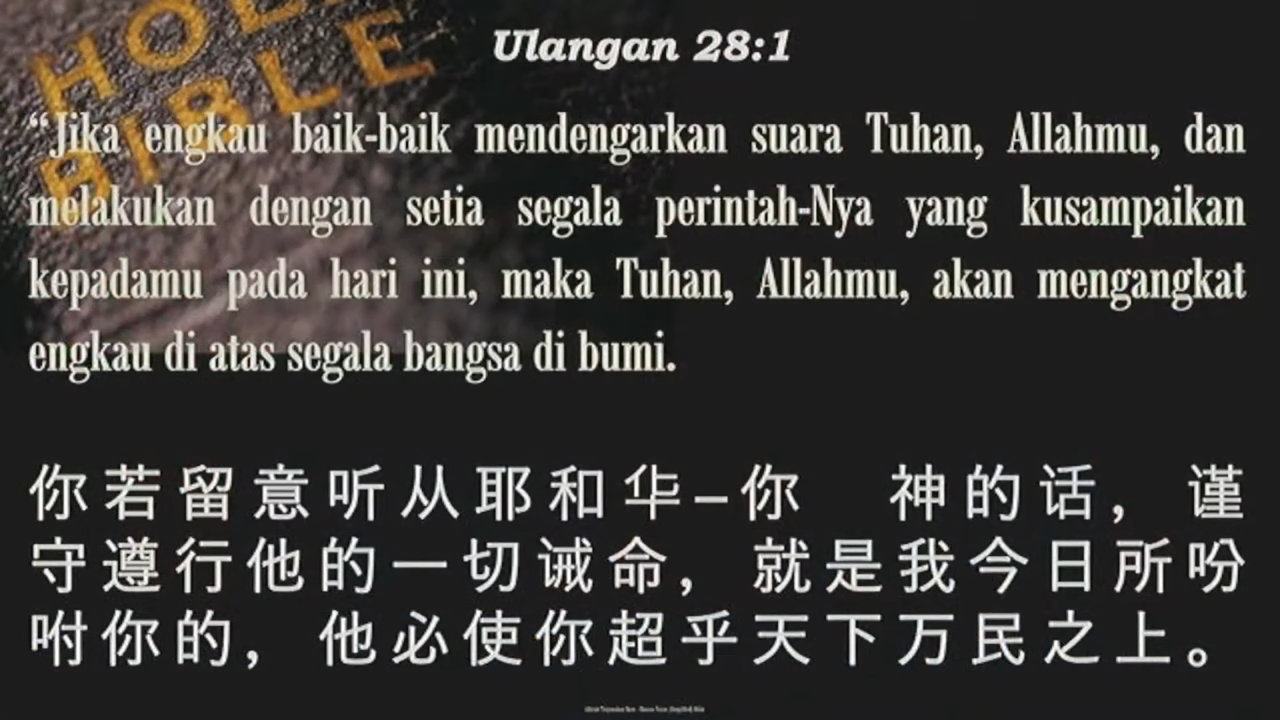 HOL
BIBLE
Ulangan 28:1
“Jika engkau baik-baik mendengarkan suara Tuhan, Allahmu, dan
melakukan dengan setia segala perintah-Nya yang kusampaikan
kepadamu pada hari ini, maka Tuhan, Allahmu, akan mengangkat
engkau di atas segala bangsa di bumi.
你若留意听从耶和华–你　神的话，谨
守遵行他的一切诫命，就是我今日所吩
咐你的，他必使你超乎天下万民之上。